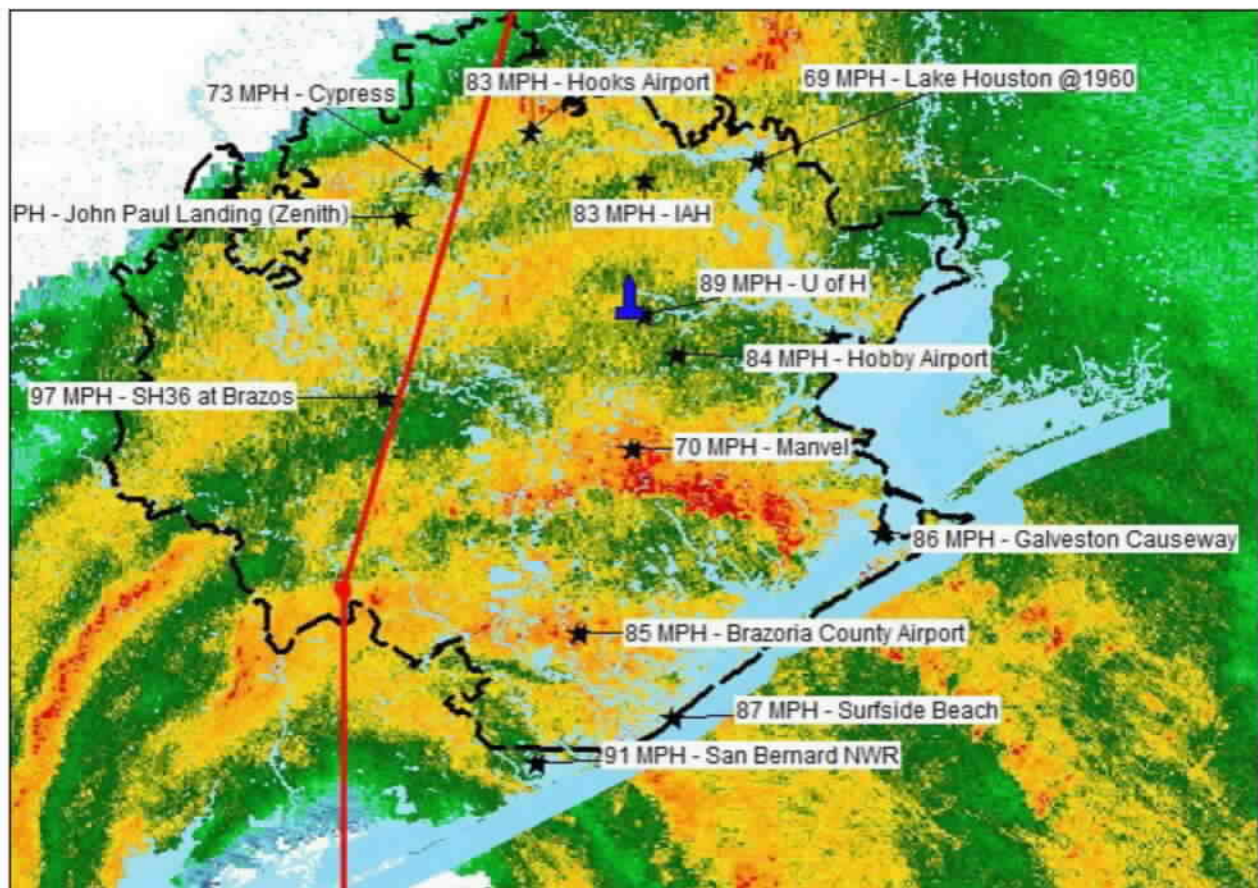 83 MPH - Hooks Airport
69 MPH - Lake Houston @1960
73 MPH - Cypress
PH - John Paul Landing (Zenith)
83 MPH - IAH
89 MPH - U of H
84 MPH - Hobby Airport
97 MPH - SH36 at Brazos
70 MPH - Manvel
86 MPH - Galveston Causeway
85 MPH - Brazoria County Airport
87 MPH - Surfside Beach
91 MPH - San Bernard NWR